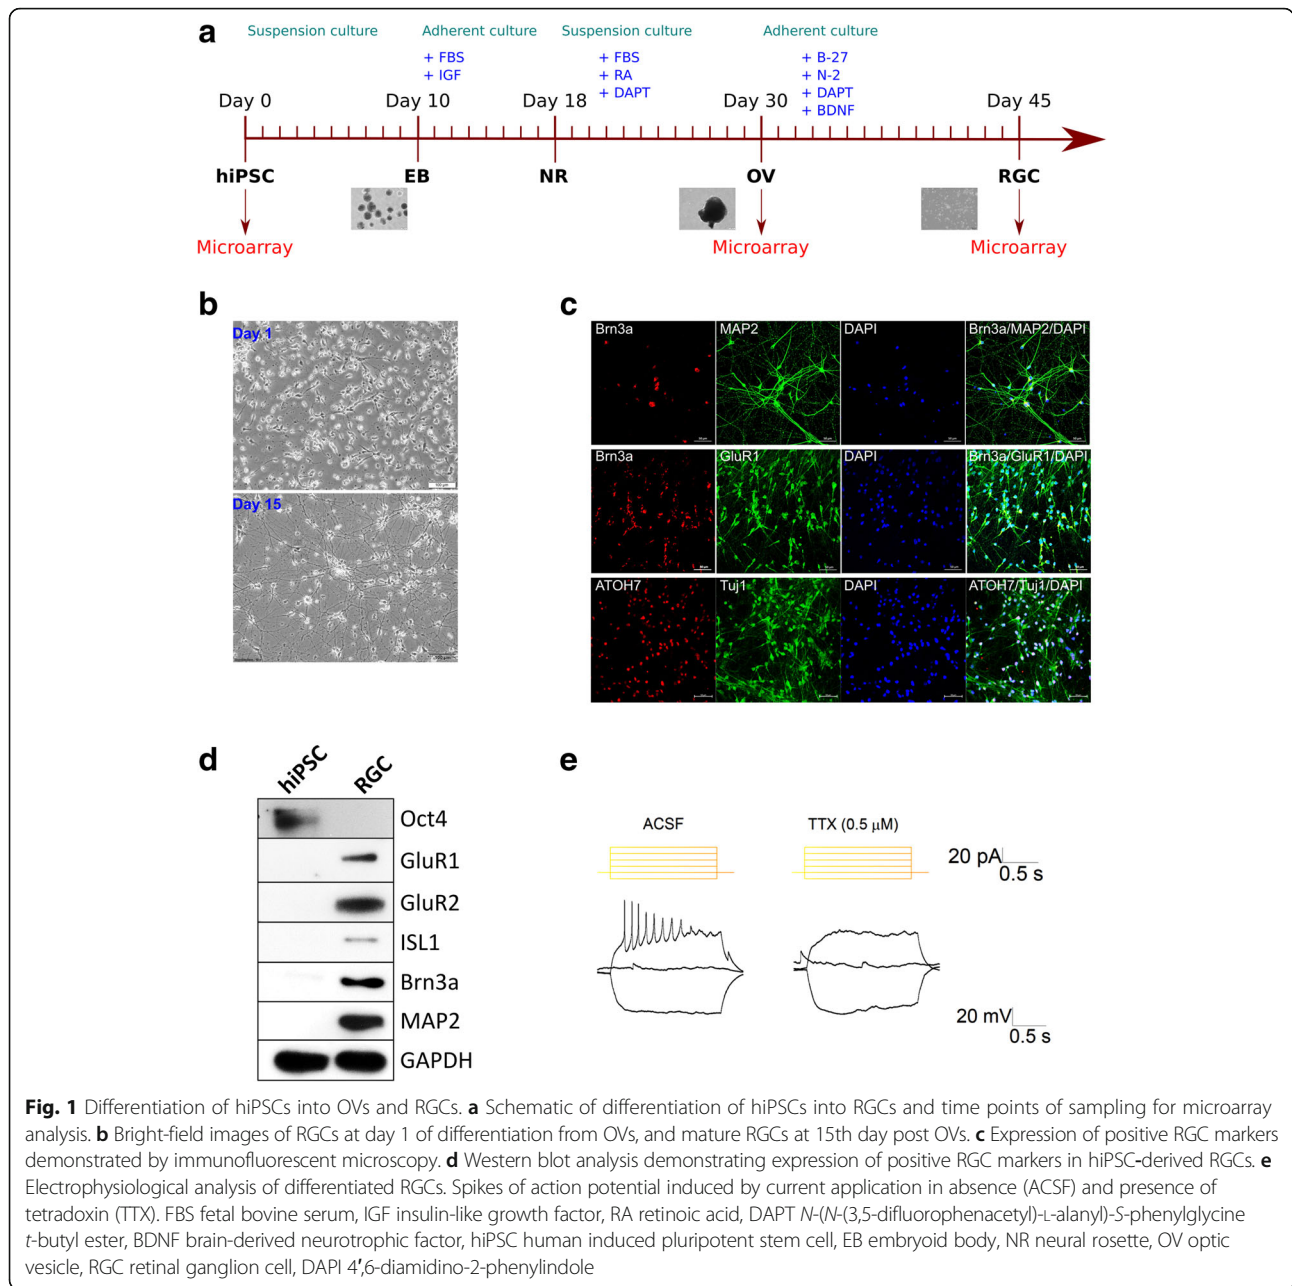 a
Suspension culture Adherent culture Suspension culture Adherent culture
+ FBS + FBS + B-27
+ IGF + RA + N-2
+ DAPT + DAPT
+ BDNF
Day 0 Day 10 Day 18 Day 30 Day 45
hiPSC EB NR OV RGC
Microarray Microarray Microarray
b
Day 1
Day 15
c
Brn3a MAP2 DAPI Brn3a/MAP2/DAPI
Brn3a GluR1 DAPI Brn3a/GluR1/DAPI
ATOH7 Tuj1 DAPI ATOH7/Tuj1/DAPI
d
hiPSC RGC
Oct4
GluR1
GluR2
ISL1
Brn3a
MAP2
GAPDH
e
ACSF TTX (0.5 µM)
20 pA
0.5 s
20 mV
0.5 s
Fig. 1 Differentiation of hiPSCs into OVs and RGCs. a Schematic of differentiation of hiPSCs into RGCs and time points of sampling for microarray
analysis. b Bright-field images of RGCs at day 1 of differentiation from OVs, and mature RGCs at 15th day post OVs. c Expression of positive RGC markers
demonstrated by immunofluorescent microscopy. d Western blot analysis demonstrating expression of positive RGC markers in hiPSC-derived RGCs. e
Electrophysiological analysis of differentiated RGCs. Spikes of action potential induced by current application in absence (ACSF) and presence of
tetradoxin (TTX). FBS fetal bovine serum, IGF insulin-like growth factor, RA retinoic acid, DAPT N-(N-(3,5-difluorophenacetyl)-L-alanyl)-S-phenylglycine
t-butyl ester, BDNF brain-derived neurotrophic factor, hiPSC human induced pluripotent stem cell, EB embryoid body, NR neural rosette, OV optic
vesicle, RGC retinal ganglion cell, DAPI 4′,6-diamidino-2-phenylindole